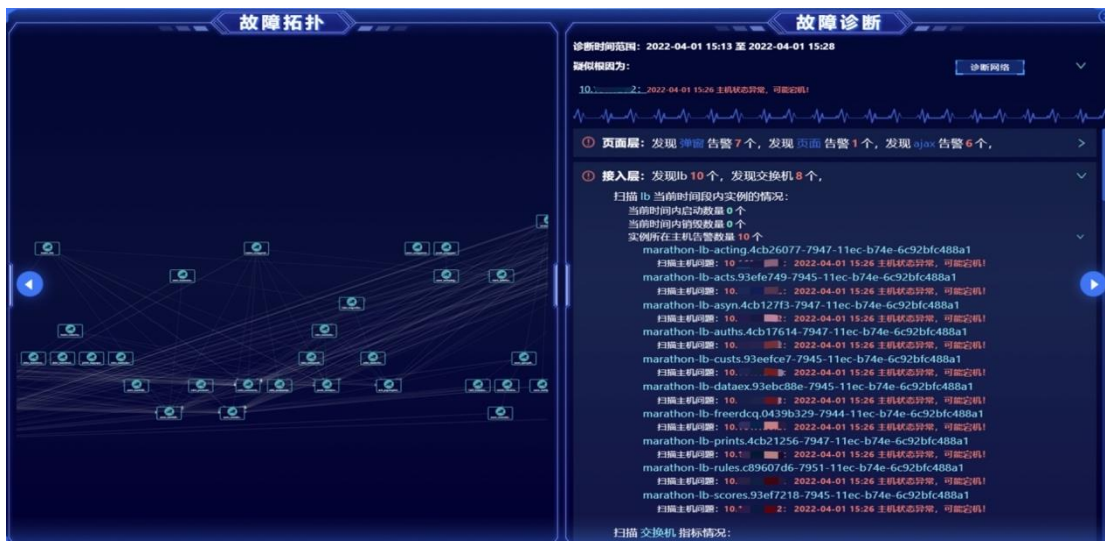 故障拓扑
故障诊断
诊断时间范围：2022-04-01 15:13 至 2022-04-01 15:28
疑似根因为：
诊断网络
10. 2：2022-04-01 15:26 主机状态异常，可能宕机!
页面层：发现 弹窗 告警 7 个，发现 页面 告警 1 个，发现 ajax 告警 6 个，
接入层：发现lb 10 个，发现交换机 8 个，
扫描 lb 当前时间段内实例的情况：
当前时间内启动数量 0 个
当前时间内销毁数量 0 个
实例所在主机告警数量 10 个
marathon-lb-acting.4cb26077-7947-11ec-b74e-6c92bfc488a1
扫描主机问题：10 ：2022-04-01 15:26 主机状态异常，可能宕机!
marathon-lb-acts.93efe749-7945-11ec-b74e-6c92bfc488a1
扫描主机问题：10. ：2022-04-01 15:26 主机状态异常，可能宕机!
marathon-lb-asyn.4cb127f3-7947-11ec-b74e-6c92bfc488a1
扫描主机问题：10. 2：2022-04-01 15:26 主机状态异常，可能宕机!
marathon-lb-auths.4cb17614-7947-11ec-b74e-6c92bfc488a1
扫描主机问题：10. ：2022-04-01 15:26 主机状态异常，可能宕机!
marathon-lb-custs.93eefce7-7945-11ec-b74e-6c92bfc488a1
扫描主机问题：10. ：2022-04-01 15:26 主机状态异常，可能宕机!
marathon-lb-dataex.93ebc88e-7945-11ec-b74e-6c92bfc488a1
扫描主机问题：10. ：2022-04-01 15:26 主机状态异常，可能宕机!
marathon-lb-freerdcq.0439b329-7944-11ec-b74e-6c92bfc488a1
扫描主机问题：10. ：2022-04-01 15:26 主机状态异常，可能宕机!
marathon-lb-prints.4cb21256-7947-11ec-b74e-6c92bfc488a1
扫描主机问题：10. ：2022-04-01 15:26 主机状态异常，可能宕机!
marathon-lb-rules.c89607d6-7951-11ec-b74e-6c92bfc488a1
扫描主机问题：10. ：2022-04-01 15:26 主机状态异常，可能宕机!
marathon-lb-scores.93ef7218-7945-11ec-b74e-6c92bfc488a1
扫描主机问题：10. 2：2022-04-01 15:26 主机状态异常，可能宕机!
扫描 交换机 指标情况：